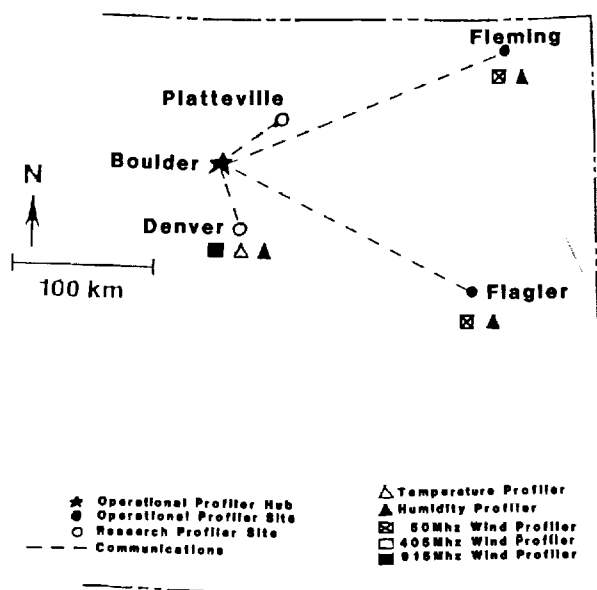 Fleming
Platteville
Boulder
N
Denver
100 km
Flagler
Operational Profiler Hub
Operational Profiler Site
Research Profiler Site
Communications
Temperature Profiler
Humidity Profiler
50Mhz Wind Profiler
405Mhz Wind Profiler
915Mhz Wind Profiler